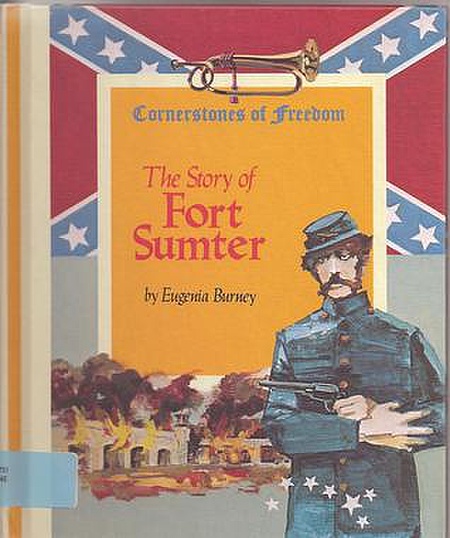 Cornerstones of Freedom
The Story of
Fort
Sumter
by Eugenia Burney